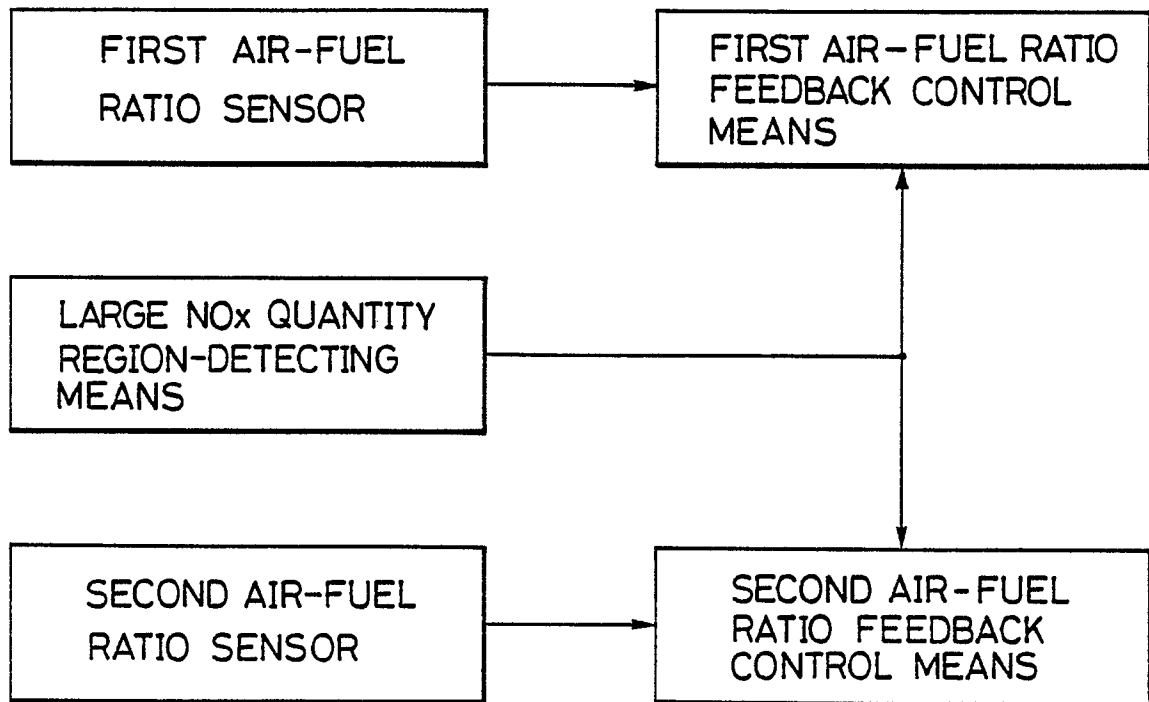 FIRST AIR-FUEL
RATIO SENSOR
FIRST AIR-FUEL RATIO
FEEDBACK CONTROL
MEANS
LARGE NOx QUANTITY
REGION-DETECTING
MEANS
SECOND AIR-FUEL
RATIO SENSOR
SECOND AIR-FUEL
RATIO FEEDBACK
CONTROL MEANS